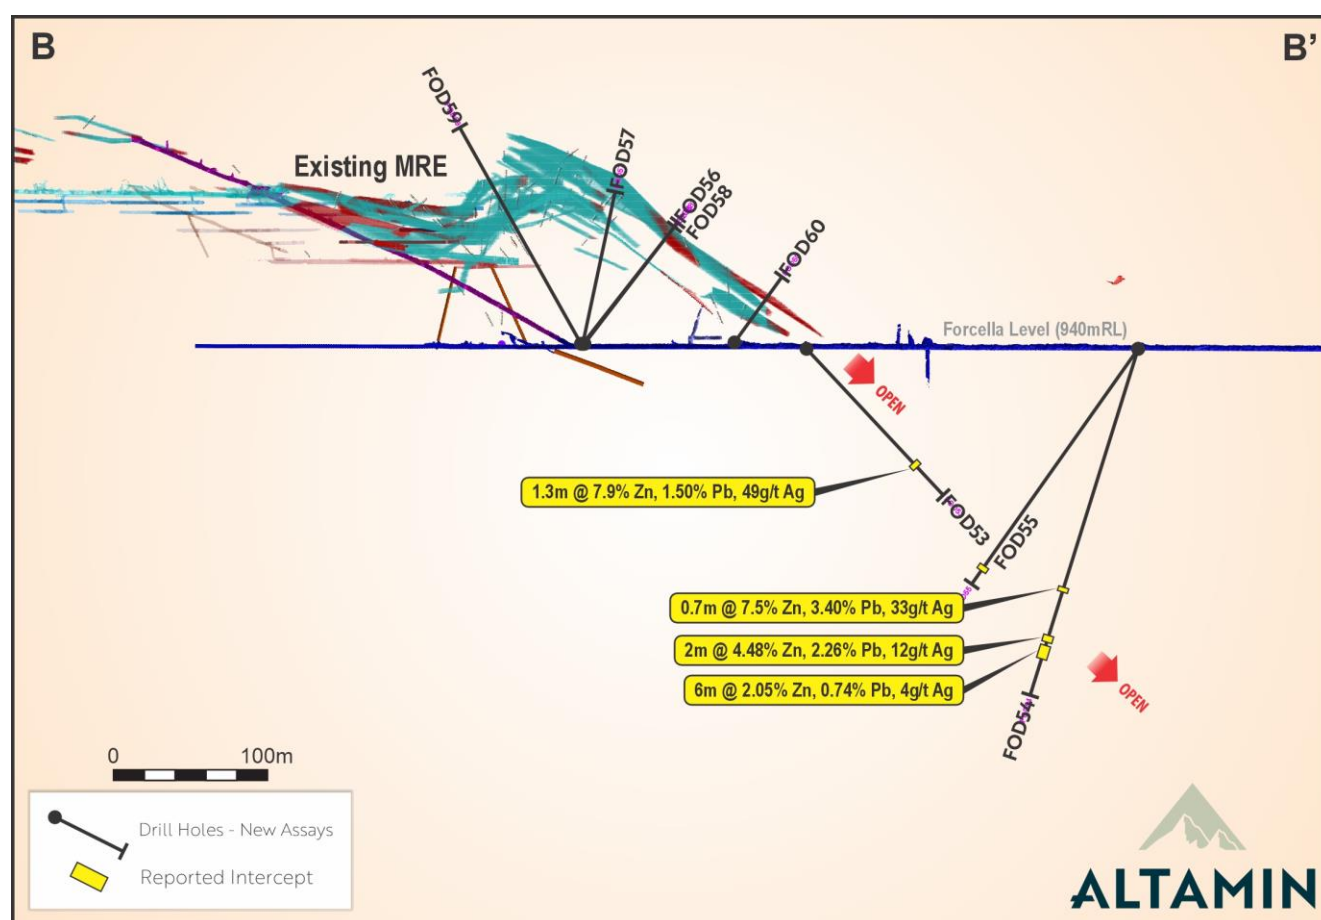 B
B'
FOD59
FOD57
Existing MRE
FOD56
FOD58
FOD60
Forcella Level (940mRL)
OPEN
1.3m @ 7.9% Zn, 1.50% Pb, 49g/t Ag
FOD53
FOD55
0.7m @ 7.5% Zn, 3.40% Pb, 33g/t Ag
2m @ 4.48% Zn, 2.26% Pb, 12g/t Ag
6m @ 2.05% Zn, 0.74% Pb, 4g/t Ag
OPEN
FOD54
0 100m
Drill Holes - New Assays
Reported Intercept
ALTAMIN